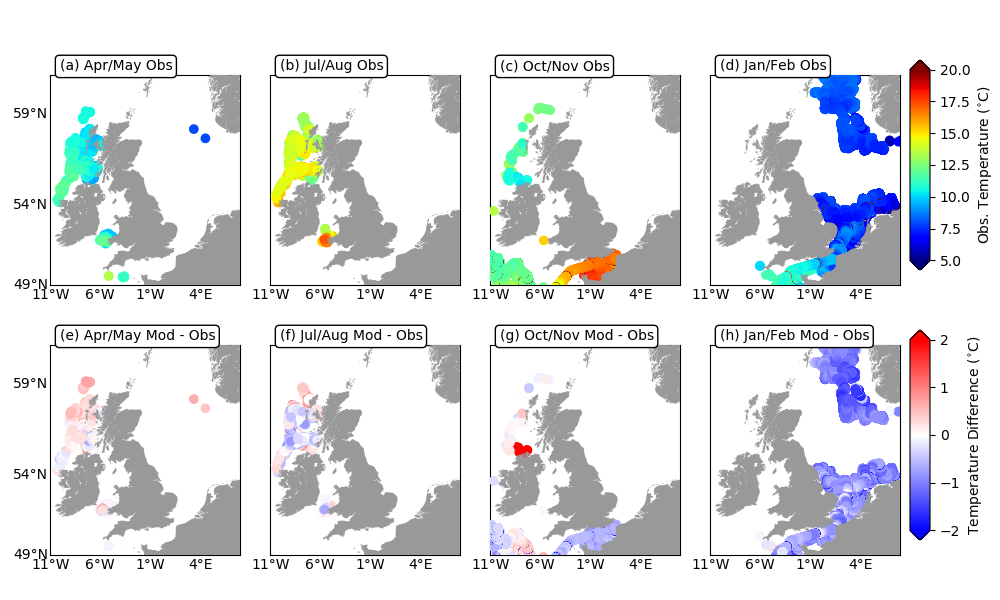 (a) Apr/May Obs
(b) Jul/Aug Obs
(c) Oct/Nov Obs
(d) Jan/Feb Obs
59°N
54°N
49°N
11°W 6°W 1°W 4°E
11°W 6°W 1°W 4°E
11°W 6°W 1°W 4°E
11°W 6°W 1°W 4°E
20.0
17.5
15.0
12.5
10.0
7.5
5.0
Obs. Temperature (°C)
(e) Apr/May Mod - Obs
(f) Jul/Aug Mod - Obs
(g) Oct/Nov Mod - Obs
(h) Jan/Feb Mod - Obs
59°N
54°N
49°N
11°W 6°W 1°W 4°E
11°W 6°W 1°W 4°E
11°W 6°W 1°W 4°E
11°W 6°W 1°W 4°E
2
1
0
−1
−2
Temperature Difference (°C)